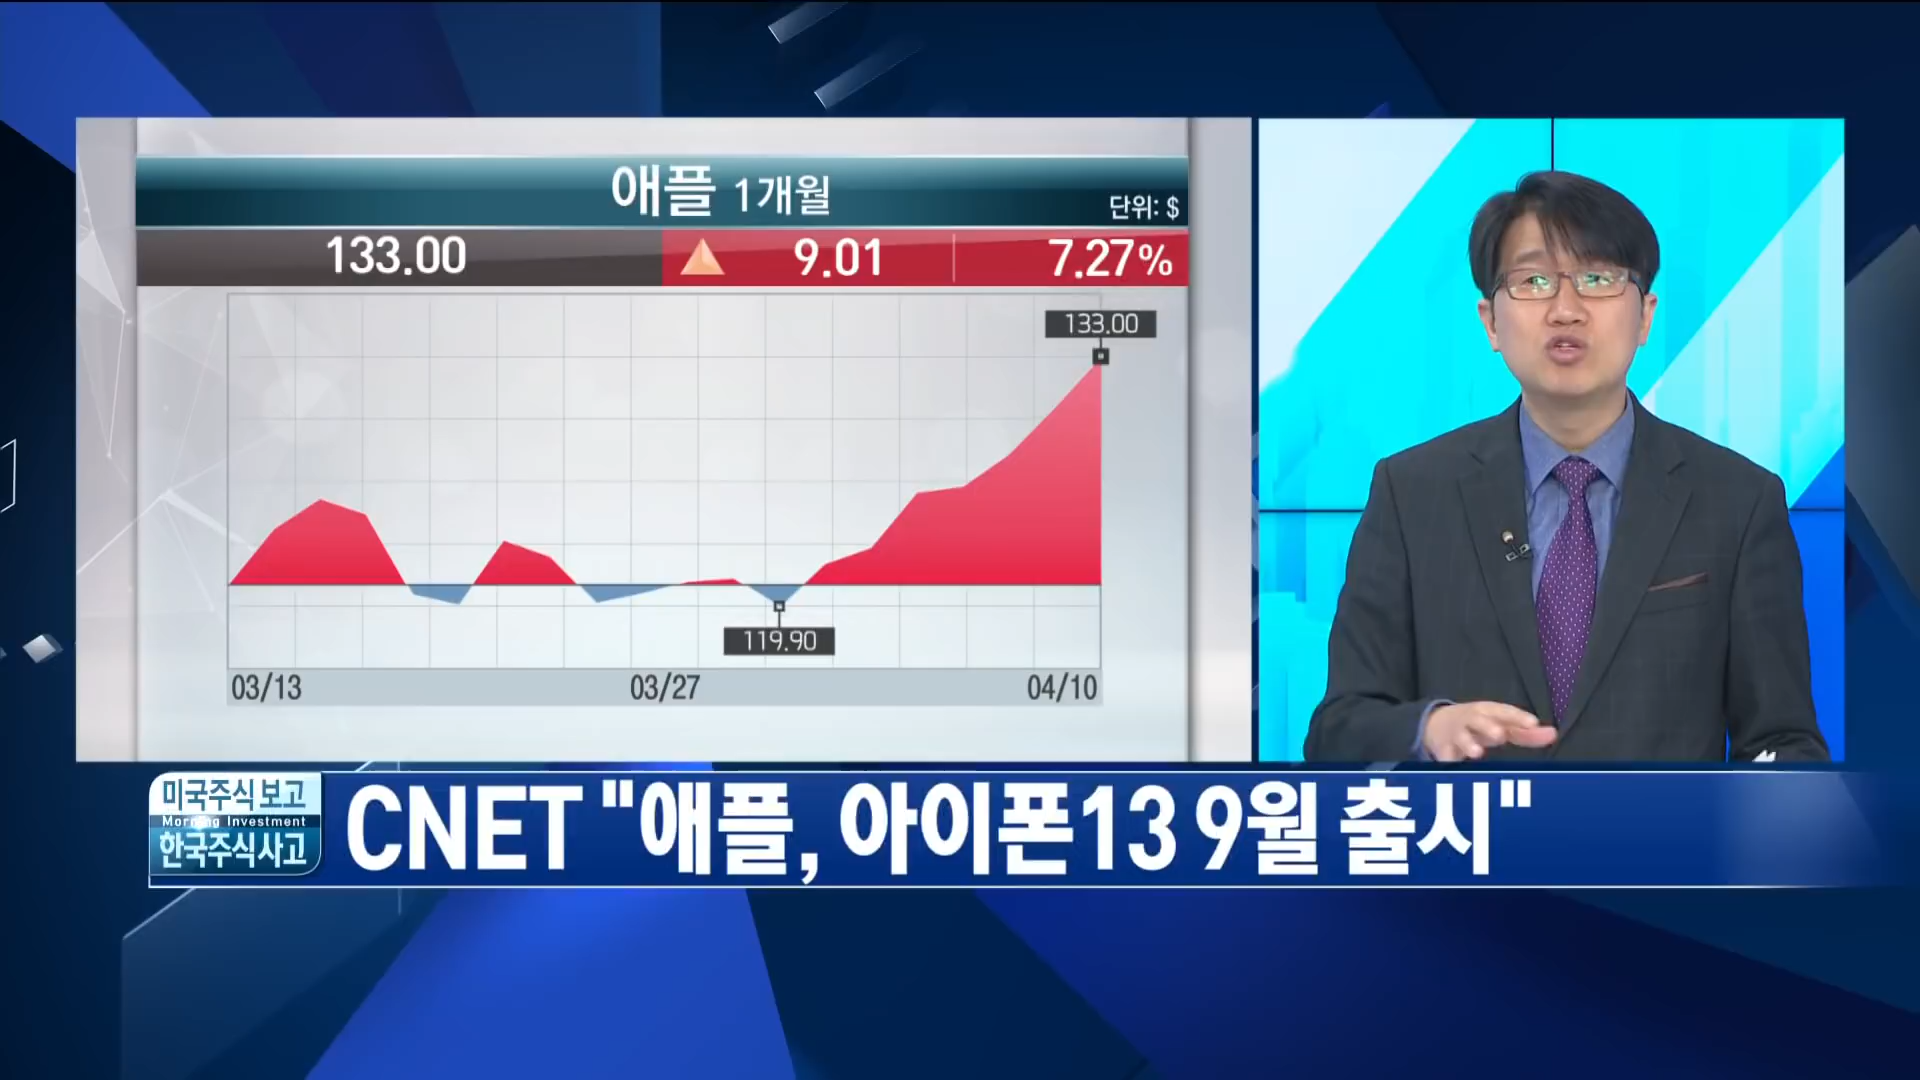 애플 1개월
단위: $
133.00 9.01 7.27%
133.00
119.90
03/13 03/27 04/10
미국주식 보고
Morning Investment
한국주식 사고
CNET "애플, 아이폰13 9월 출시"